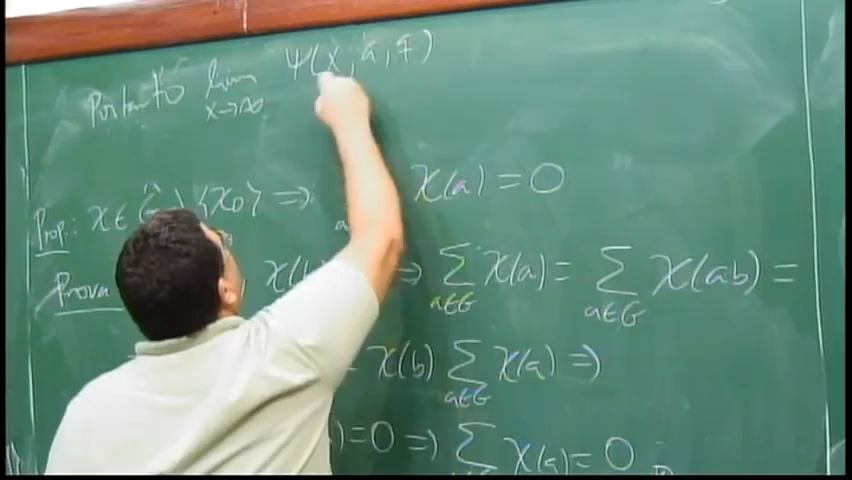 Portanto lim x→∞ ψ(x, a, q)
Prop.: χ ∈ Ĝ \ {χ₀} ⇒ χ(a) = 0
Prova χ(b) ⇒ ∑ a∈G χ(a) = ∑ a∈G χ(ab) =
= χ(b) ∑ a∈G χ(a) ⇒
) = 0 ⇒ ∑ χ(a) = 0